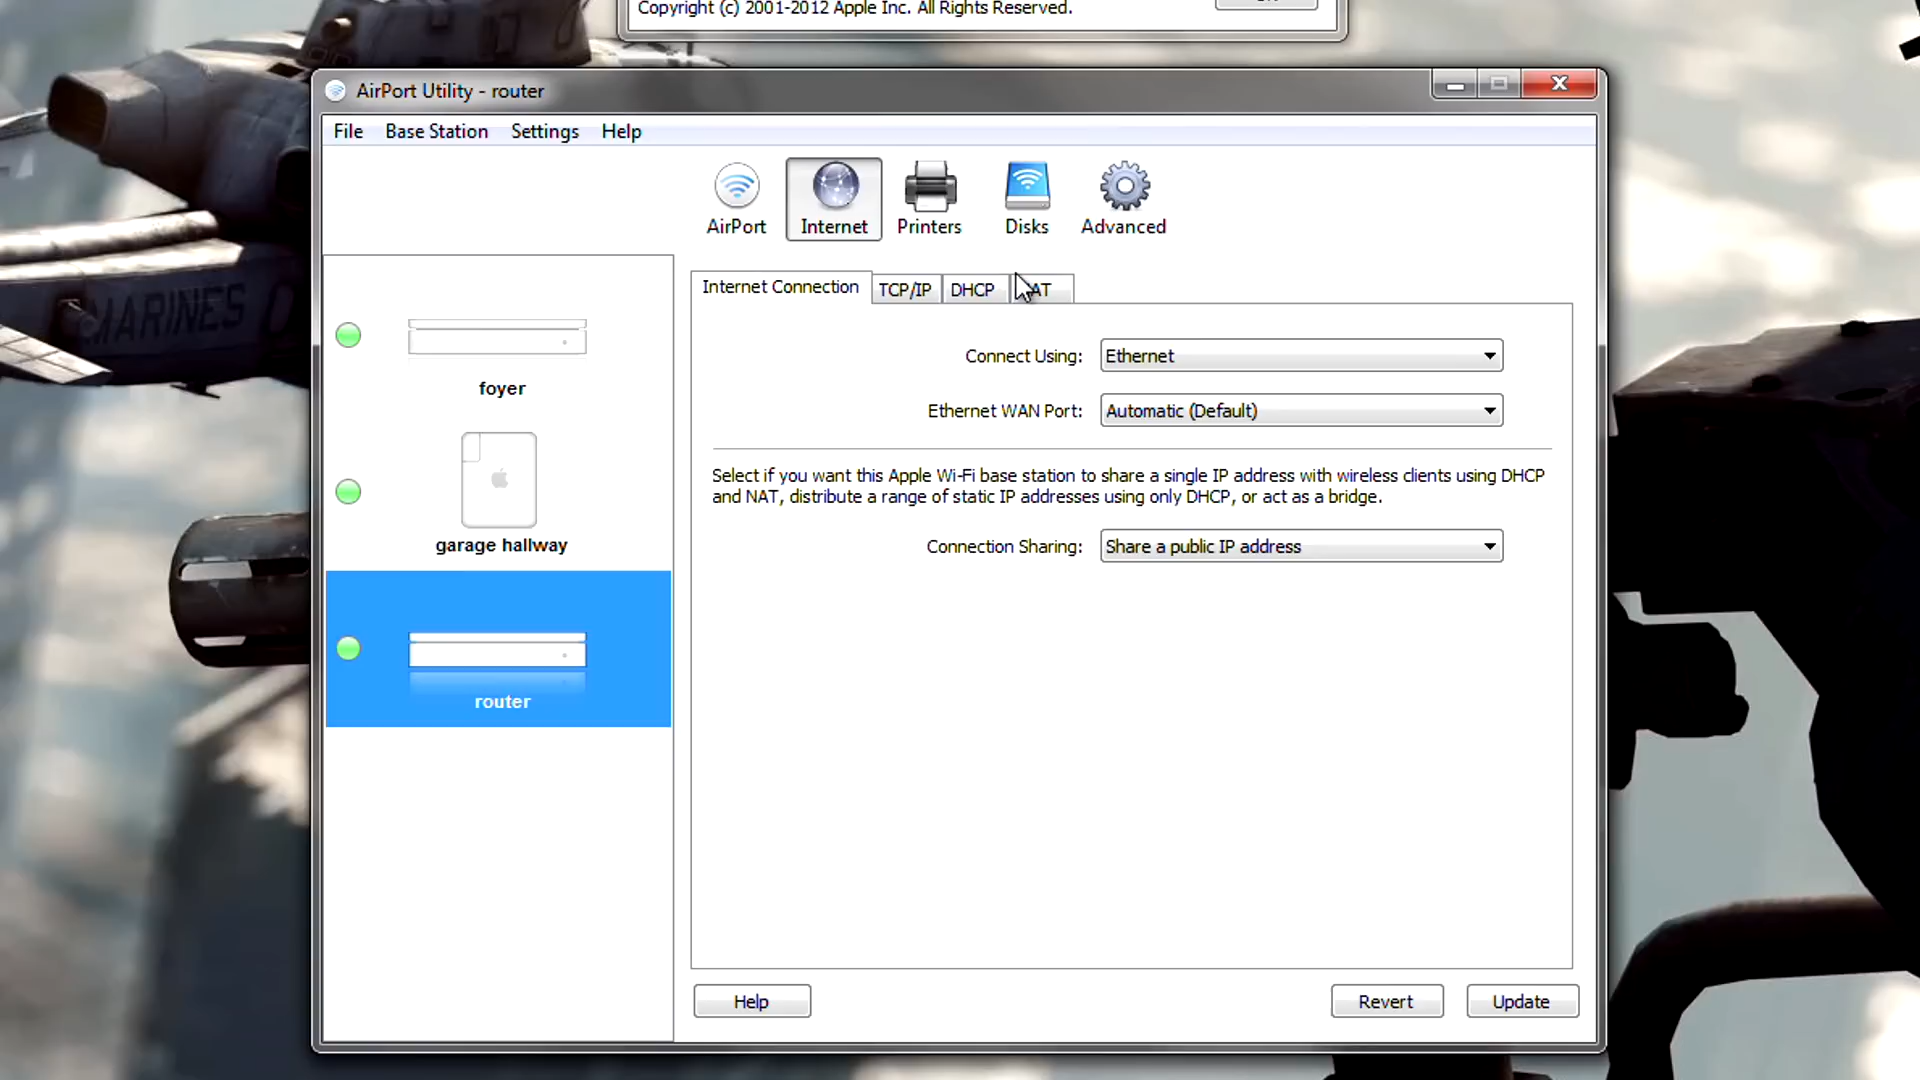 Copyright (c) 2001-2012 Apple Inc. All Rights Reserved.
AirPort Utility - router
File Base Station Settings Help
AirPort Internet Printers Disks Advanced
Internet Connection TCP/IP DHCP
Connect Using: Ethernet
Ethernet WAN Port: Automatic (Default)
Select if you want this Apple Wi-Fi base station to share a single IP address with wireless clients using DHCP
and NAT, distribute a range of static IP addresses using only DHCP, or act as a bridge.
Connection Sharing: Share a public IP address
foyer
garage hallway
router
MARINES
Help Revert Update